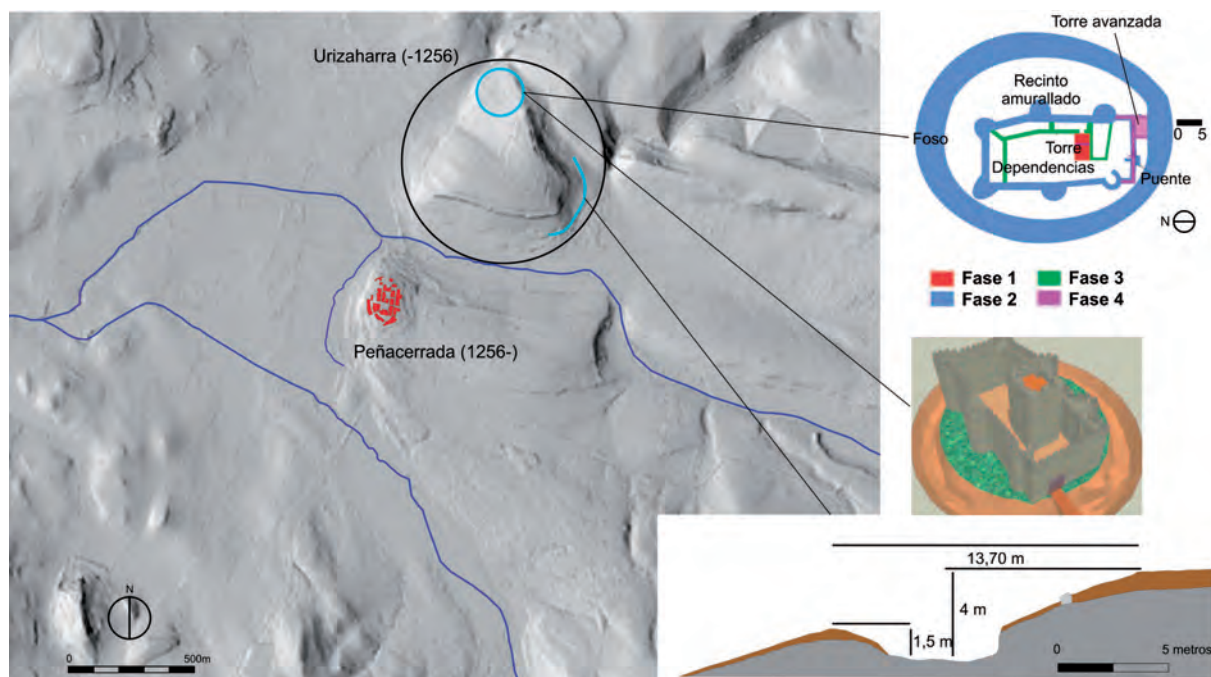 Urizaharra (-1256)
Peñacerrada (1256-)
N
0 500m
Torre avanzada
Recinto
amurallado
0 5
Foso
Torre
Dependencias
Puente
N
Fase 1
Fase 3
Fase 2
Fase 4
13,70 m
4 m
1,5 m
0 5 metros